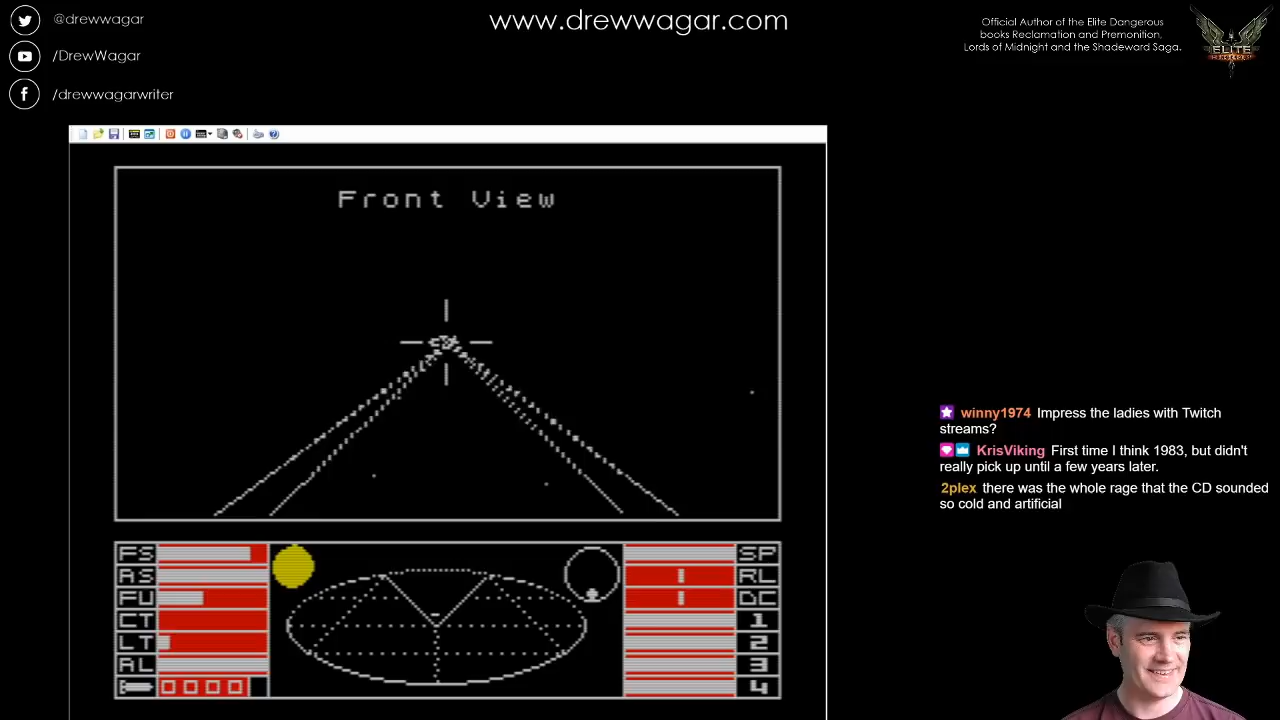 @drewwagar
/DrewWagar
/drewwagarwriter
www.drewwagar.com
Official Author of the Elite Dangerous
books Reclamation and Premonition,
Lords of Midnight and the Shadeward Saga.
ELITE
DANGEROUS
Front View
FS
AS
FU
CT
LT
AL
SP
RL
DC
1
2
3
4
winny1974 Impress the ladies with Twitch
streams?
KrisViking First time I think 1983, but didn't
really pick up until a few years later.
2plex there was the whole rage that the CD sounded
so cold and artificial